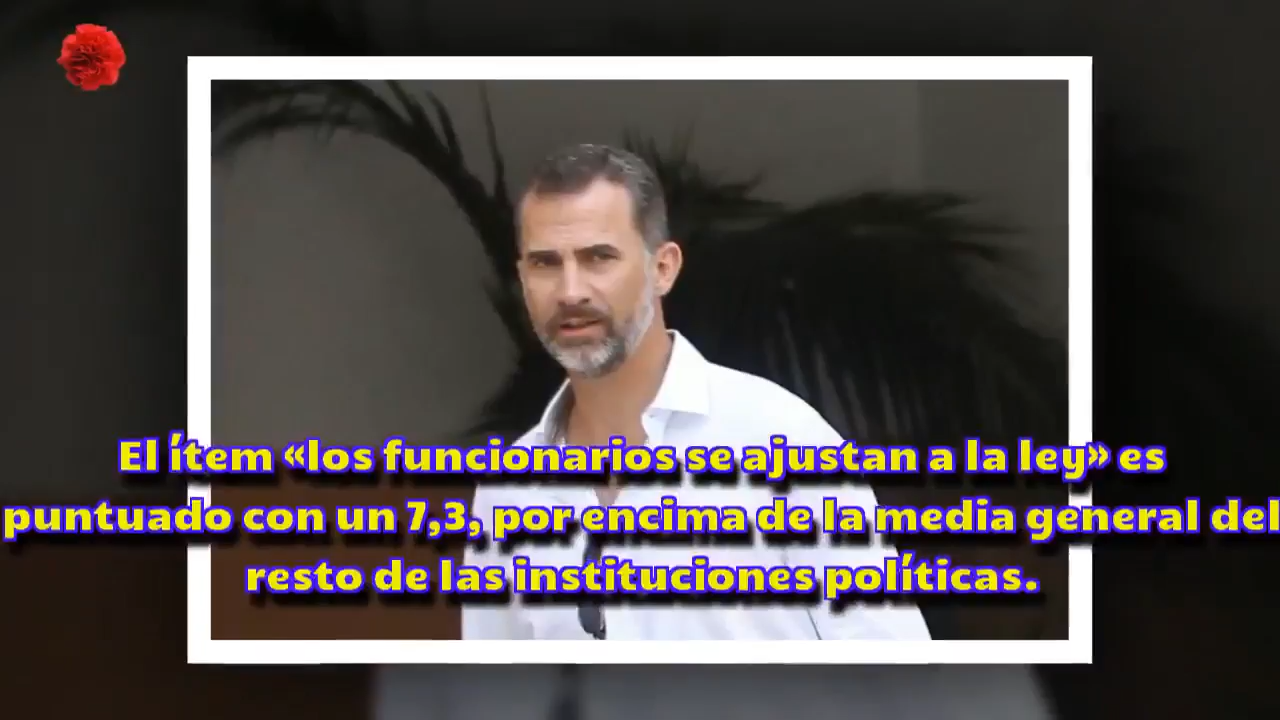 El ítem «los funcionarios se ajustan a la ley» es
puntuado con un 7,3, por encima de la media general del
resto de las instituciones políticas.